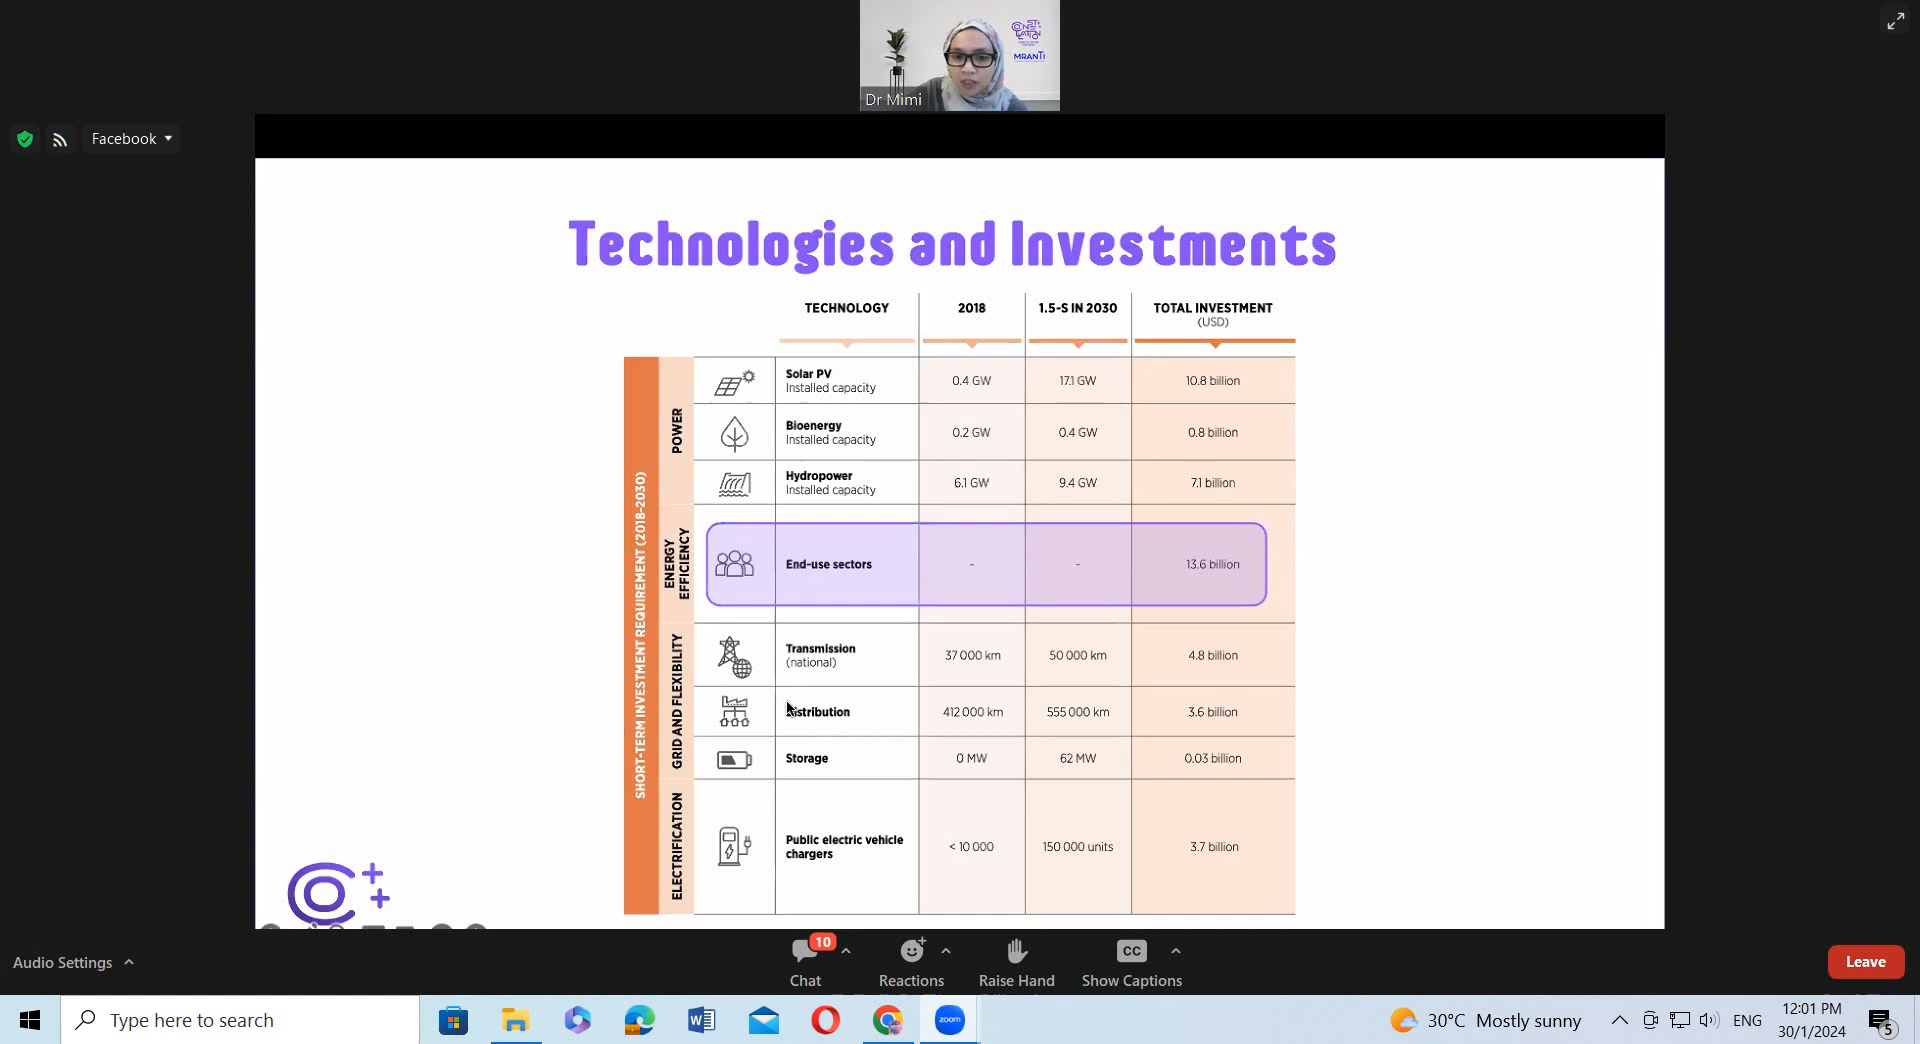 MRANTI
Dr Mimi
Facebook
Technologies and Investments
TECHNOLOGY 2018 1.5-S IN 2030 TOTAL INVESTMENT
(USD)
SHORT-TERM INVESTMENT REQUIREMENT (2018-2030)
POWER
Solar PV
Installed capacity 0.4 GW 17.1 GW 10.8 billion
Bioenergy
Installed capacity 0.2 GW 0.4 GW 0.8 billion
Hydropower
Installed capacity 6.1 GW 9.4 GW 7.1 billion
ENERGY
EFFICIENCY
End-use sectors - - 13.6 billion
GRID AND FLEXIBILITY
Transmission
(national) 37 000 km 50 000 km 4.8 billion
Distribution 412 000 km 555 000 km 3.6 billion
Storage 0 MW 62 MW 0.03 billion
ELECTRIFICATION
Public electric vehicle
chargers < 10 000 150 000 units 3.7 billion
Audio Settings
10
Chat
Reactions
Raise Hand
CC
Show Captions
Leave
Type here to search
zoom
30°C Mostly sunny
ENG
12:01 PM
30/1/2024
5